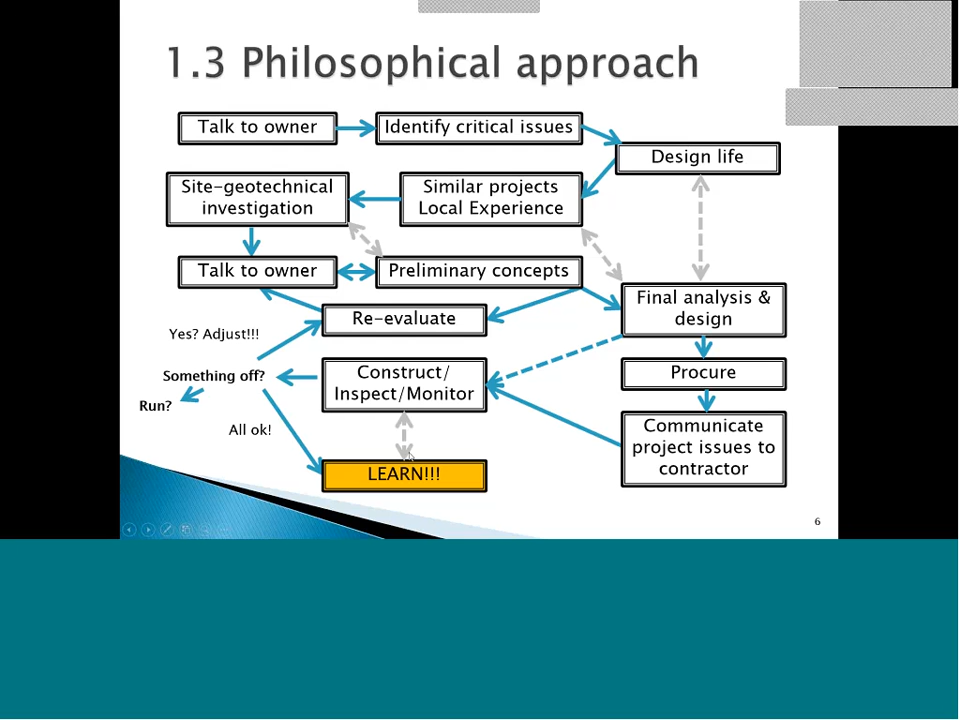 1.3 Philosophical approach
Talk to owner
Identify critical issues
Design life
Similar projects
Local Experience
Site-geotechnical
investigation
Talk to owner
Preliminary concepts
Final analysis &
design
Re-evaluate
Yes? Adjust!!!
Something off?
Run?
All ok!
Construct/
Inspect/Monitor
Procure
Communicate
project issues to
contractor
LEARN!!!
6